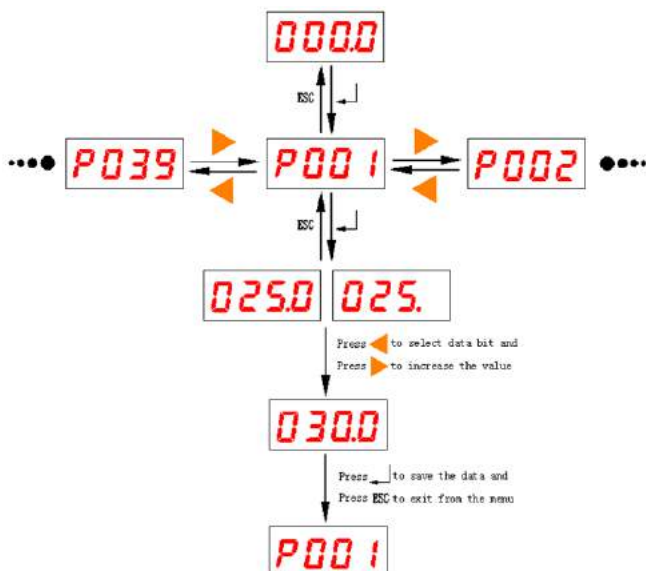 000.0
ESC
P039
P001
P002
ESC
025.0 025.
Press to select data bit and
Press to increase the value
030.0
Press to save the data and
Press ESC to exit from the menu
P001